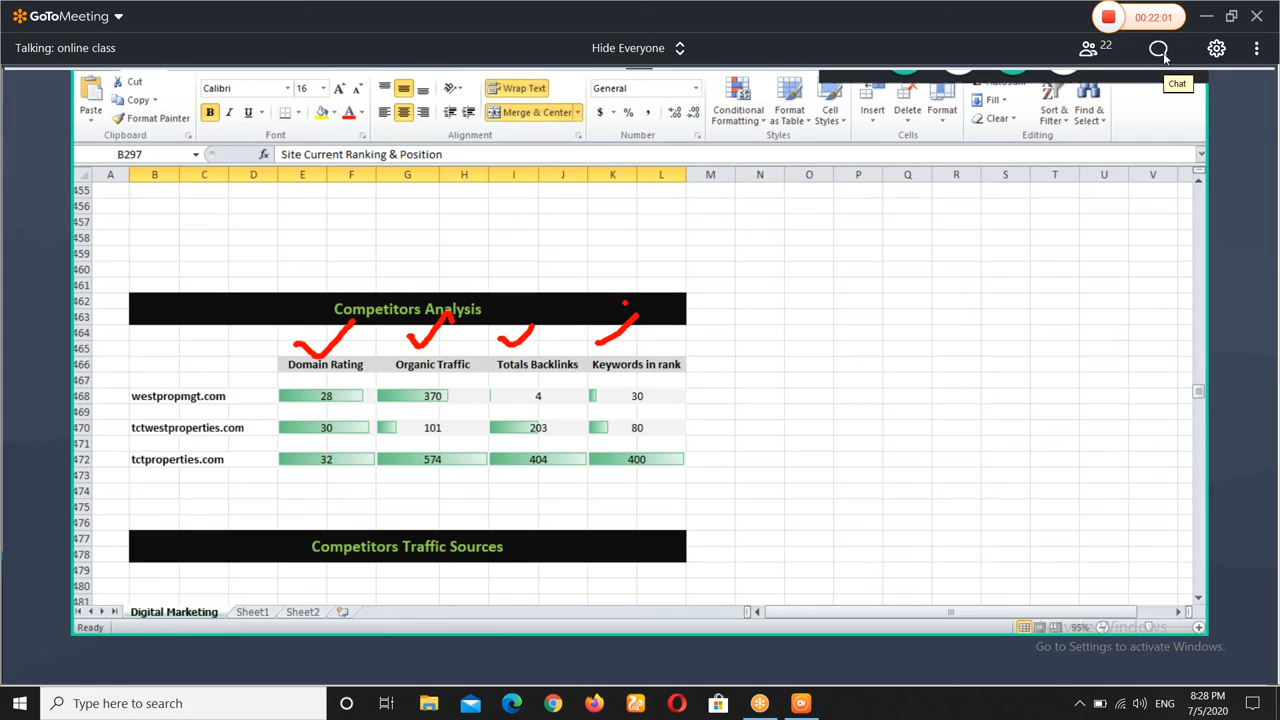 GoToMeeting
00:22:01
Talking: online class
Hide Everyone
22
Chat
Cut
Calibri
16
Wrap Text
General
Copy
Paste
Format Painter
B I U
Merge & Center
$ % ,
Conditional Formatting
Format as Table
Cell Styles
Insert
Delete
Format
Fill
Clear
Sort & Filter
Find & Select
Clipboard
Font
Alignment
Number
Styles
Cells
Editing
B297
fx
Site Current Ranking & Position
A B C D E F G H I J K L M N O P Q R S T U V
455
456
457
458
459
460
461
462
463
464
465
466
467
468
469
470
471
472
473
474
475
476
477
478
479
480
481
Competitors Analysis
Domain Rating Organic Traffic Totals Backlinks Keywords in rank
westpropmgt.com 28 370 4 30
tctwestproperties.com 30 101 203 80
tctproperties.com 32 574 404 400
Competitors Traffic Sources
Digital Marketing Sheet1 Sheet2
Ready
95%
Activate Windows
Go to Settings to activate Windows.
Type here to search
ENG
8:28 PM
7/5/2020